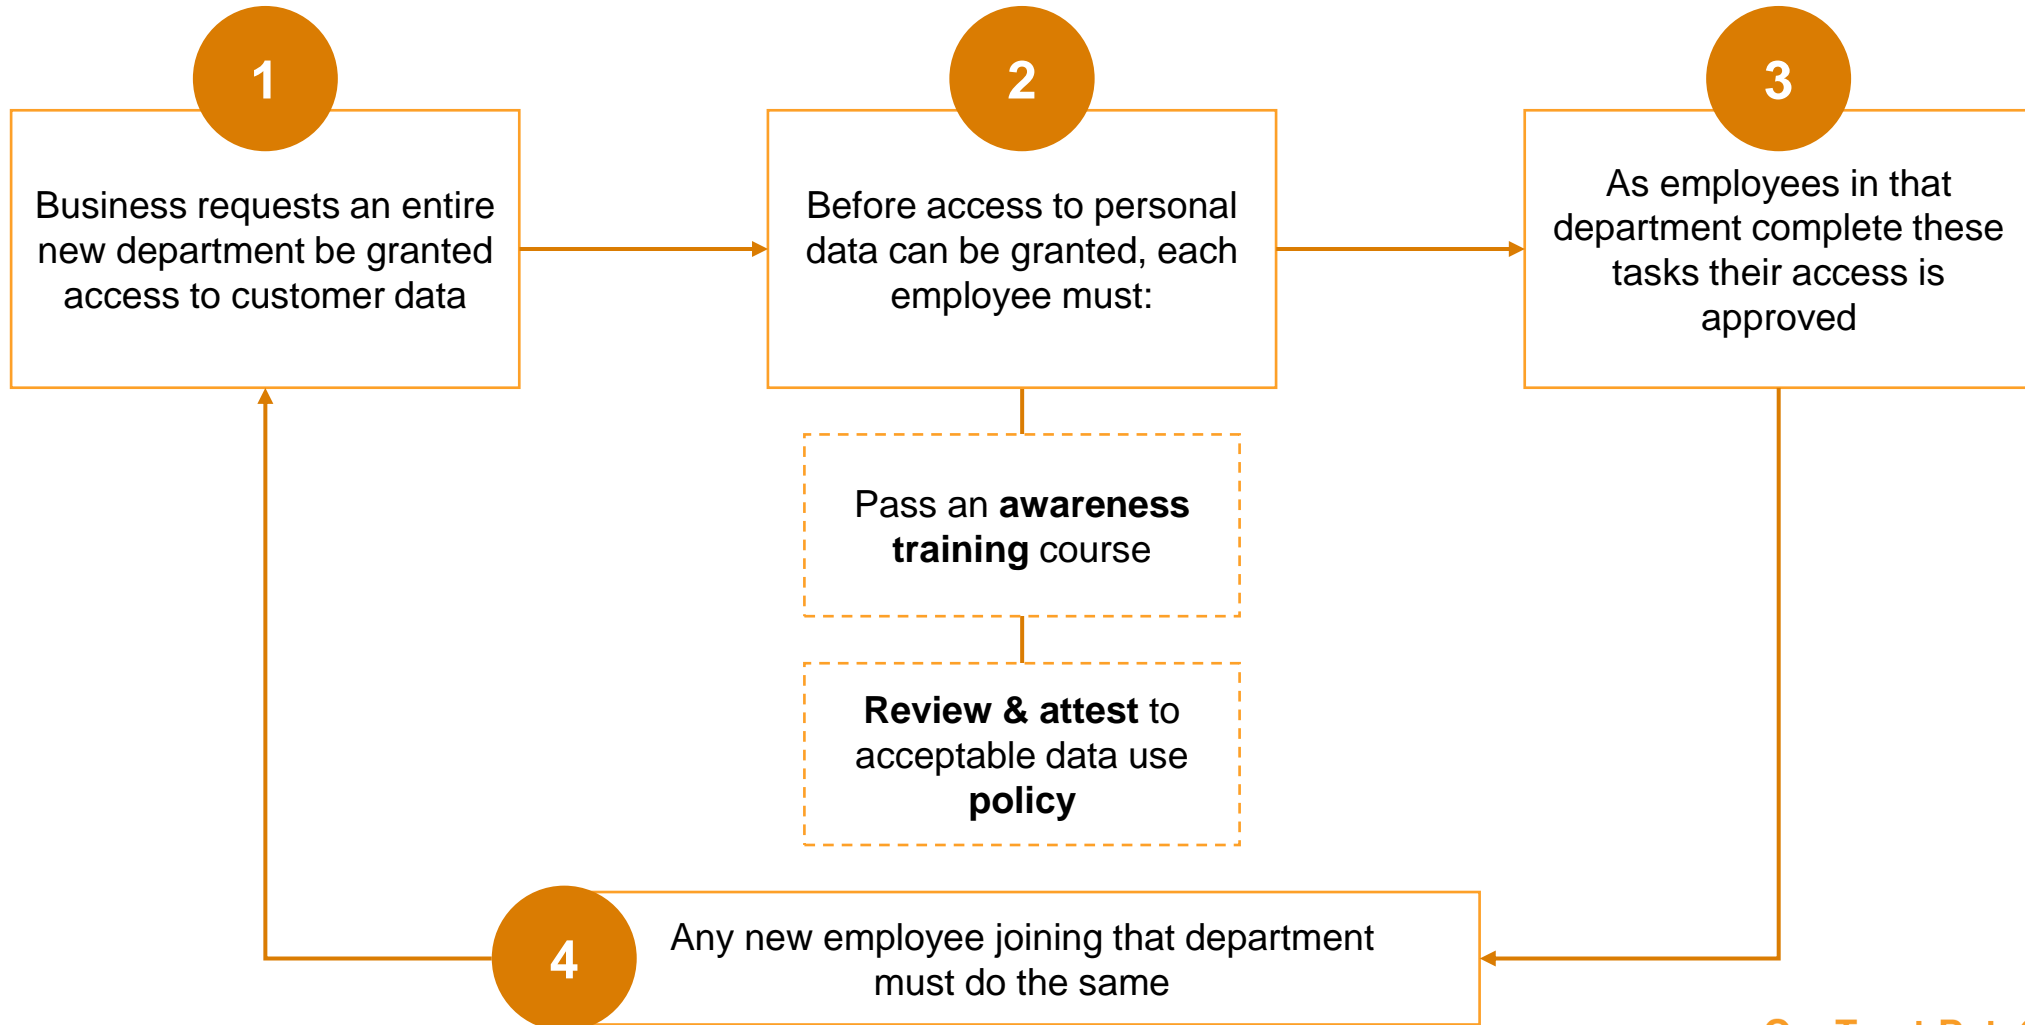 1
Business requests an entire
new department be granted
access to customer data
2
Before access to personal
data can be granted, each
employee must:
Pass an awareness
training course
Review & attest to
acceptable data use
policy
3
As employees in that
department complete these
tasks their access is
approved
4
Any new employee joining that department
must do the same